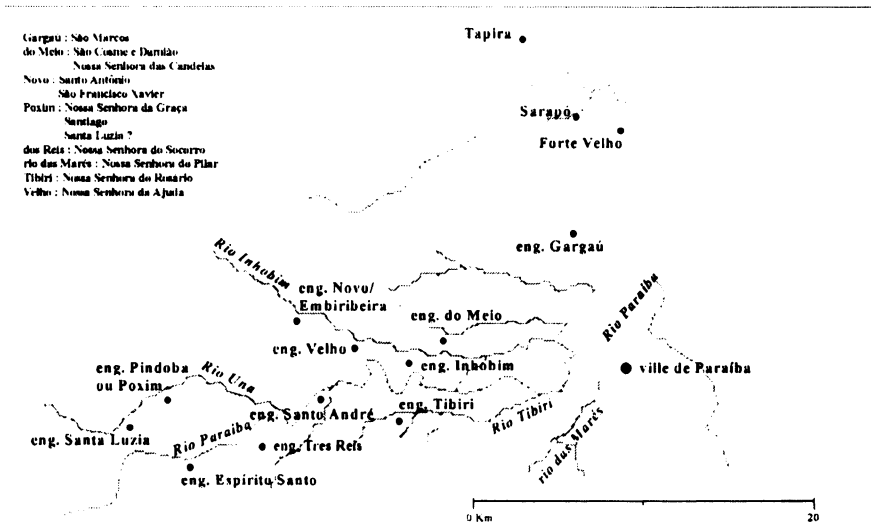 Gargaú : São Marcos
do Meio : São Cosme e Damião
Nossa Senhora das Candeias
Novo : Santo Antônio
São Francisco Xavier
Poxim : Nossa Senhora da Graça
Santiago
Santa Luzia ?
dos Reis : Nossa Senhora do Socorro
rio das Marés : Nossa Senhora do Pilar
Tibiri : Nossa Senhora do Rosário
Velho : Nossa Senhora da Ajuda
Tapira
Sarapó
Forte Velho
eng. Gargaú
Rio Inhobim
Rio Paraíba
eng. Novo/
Embiribeira
eng. do Meio
eng. Velho
eng. Inhobim
ville de Paraíba
eng. Pindoba
ou Poxim
Rio Una
eng. Santo André
eng. Tibiri
Rio Tibiri
rio das Marés
eng. Santa Luzia
Rio Paraíba
eng. Tres Reis
eng. Espírito Santo
0 Km
20